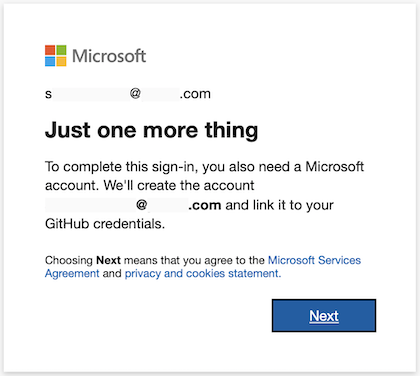 Microsoft
s @ .com
Just one more thing
To complete this sign-in, you also need a Microsoft
account. We'll create the account
@ .com and link it to your
GitHub credentials.
Choosing Next means that you agree to the Microsoft Services
Agreement and privacy and cookies statement.
Next